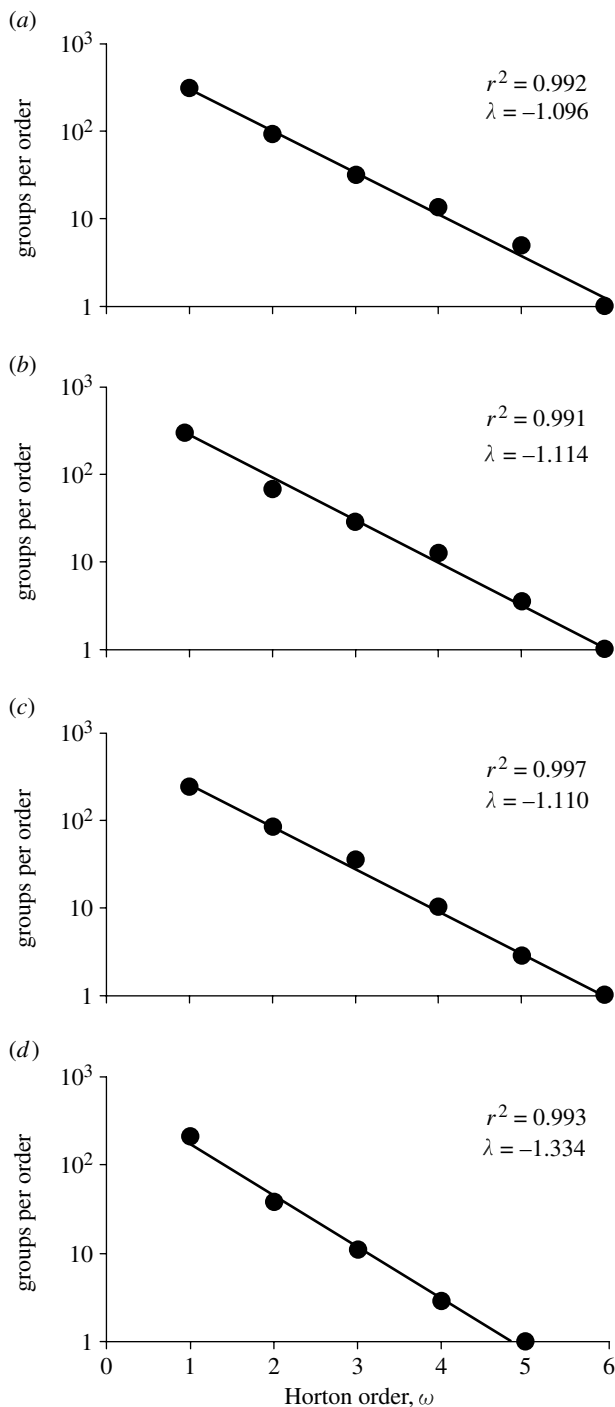 (a)
10³
r² = 0.992
λ = –1.096
10²
groups per order
10
1
(b)
10³
r² = 0.991
λ = –1.114
10²
groups per order
10
1
(c)
10³
r² = 0.997
λ = –1.110
10²
groups per order
10
1
(d)
10³
r² = 0.993
λ = –1.334
10²
groups per order
10
1
0 1 2 3 4 5 6
Horton order, ω